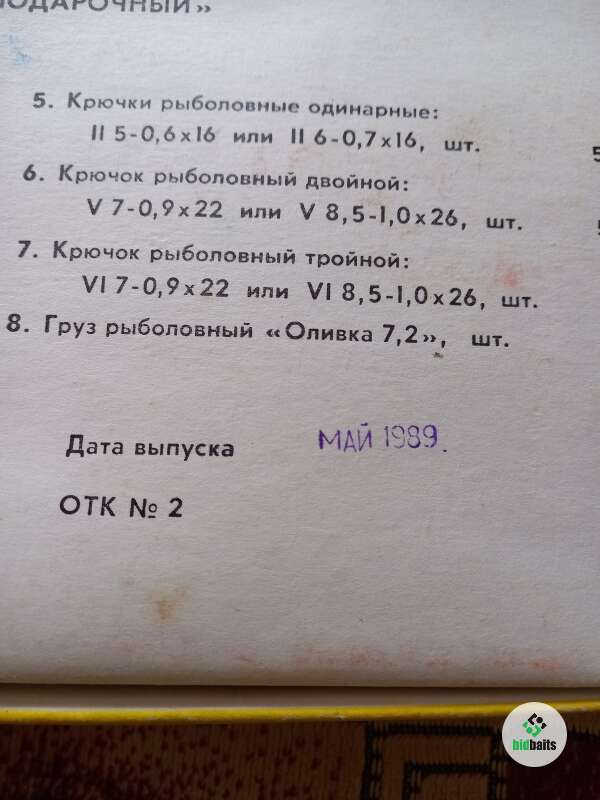 ПОДАРОЧНЫЙ»
5. Крючки рыболовные одинарные:
II 5-0,6х16 или II 6-0,7х16, шт.
6. Крючок рыболовный двойной:
V 7-0,9х22 или V 8,5-1,0х26, шт.
7. Крючок рыболовный тройной:
VI 7-0,9х22 или VI 8,5-1,0х26, шт.
8. Груз рыболовный «Оливка 7,2», шт.
Дата выпуска МАЙ 1989.
ОТК № 2
bidbaits